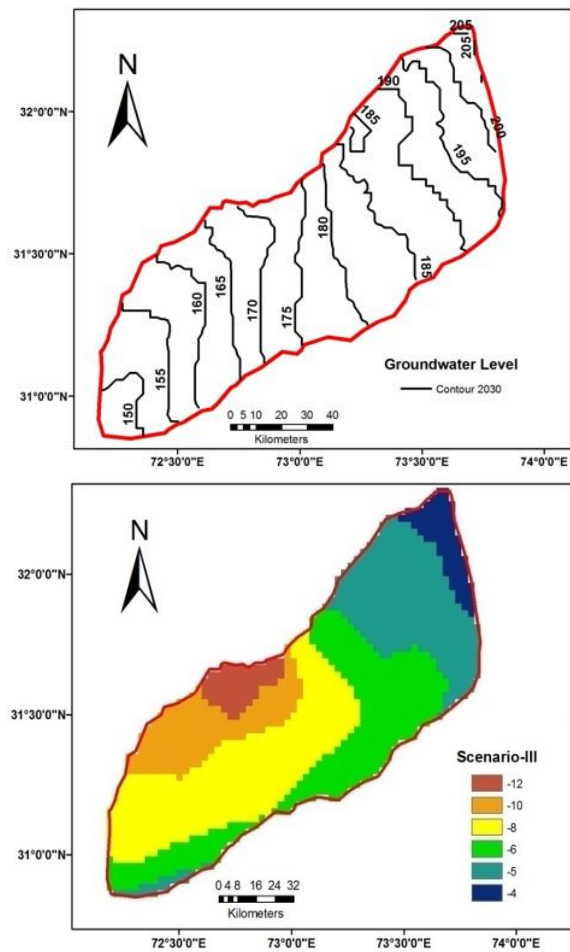 205
205
N
190
32°0'0"N
185
200
195
180
31°30'0"N
165
185
160
170
175
Groundwater Level
155
Contour 2030
31°0'0"N
150
0 5 10 20 30 40
Kilometers
72°30'0"E 73°0'0"E 73°30'0"E 74°0'0"E
N
32°0'0"N
31°30'0"N
Scenario-III
-12
-10
-8
-6
-5
-4
31°0'0"N
0 4 8 16 24 32
Kilometers
72°30'0"E 73°0'0"E 73°30'0"E 74°0'0"E